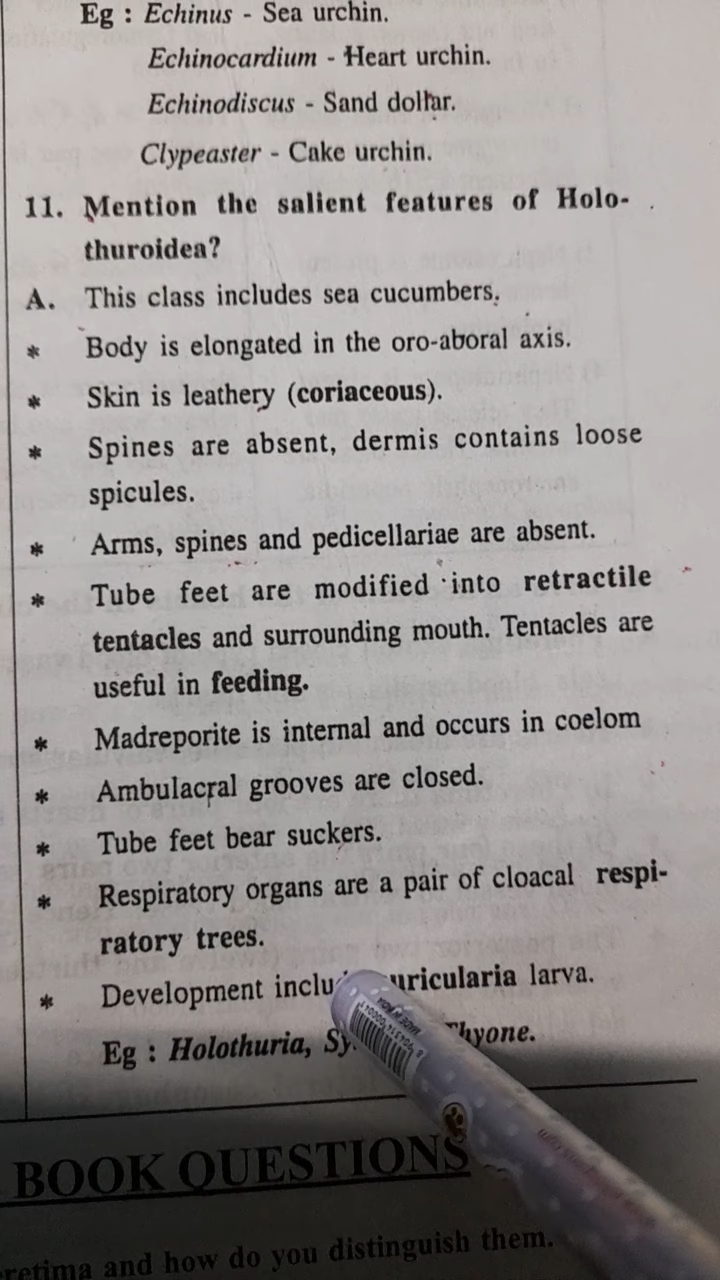 Eg : Echinus - Sea urchin.
Echinocardium - Heart urchin.
Echinodiscus - Sand dollar.
Clypeaster - Cake urchin.
11. Mention the salient features of Holo-
thuroidea?
A. This class includes sea cucumbers.
* Body is elongated in the oro-aboral axis.
* Skin is leathery (coriaceous).
* Spines are absent, dermis contains loose
spicules.
* Arms, spines and pedicellariae are absent.
* Tube feet are modified into retractile
tentacles and surrounding mouth. Tentacles are
useful in feeding.
* Madreporite is internal and occurs in coelom
* Ambulacral grooves are closed.
* Tube feet bear suckers.
* Respiratory organs are a pair of cloacal respi-
ratory trees.
* Development inclu uricularia larva.
Eg : Holothuria, Sy Thyone.
BOOK QUESTIONS
retima and how do you distinguish them.